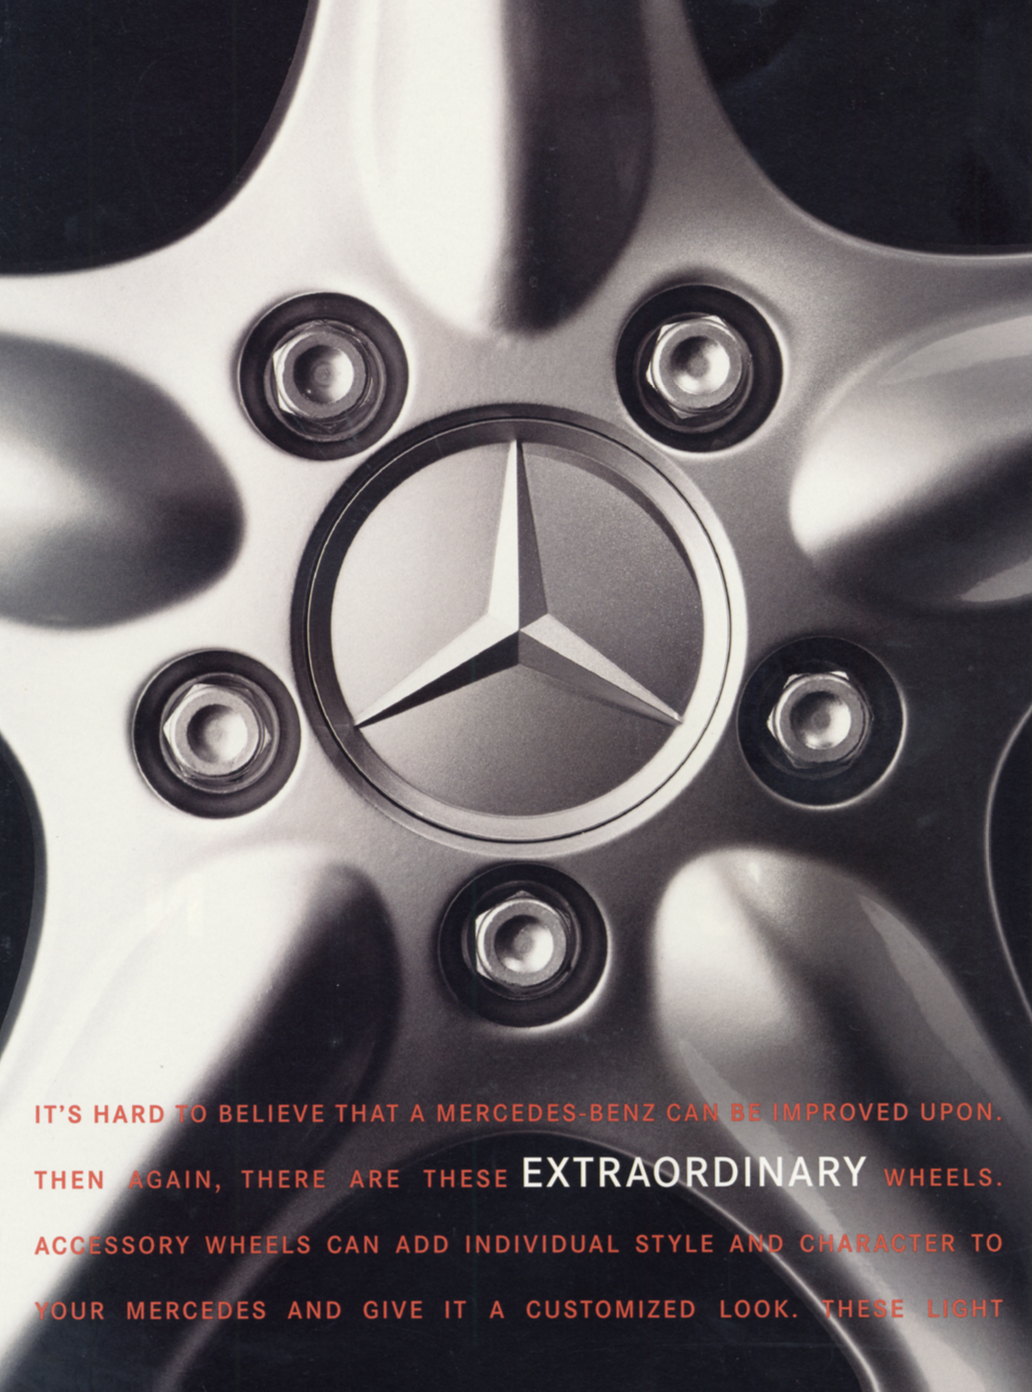 IT'S HARD TO BELIEVE THAT A MERCEDES-BENZ CAN BE IMPROVED UPON.
THEN AGAIN, THERE ARE THESE EXTRAORDINARY WHEELS.
ACCESSORY WHEELS CAN ADD INDIVIDUAL STYLE AND CHARACTER TO
YOUR MERCEDES AND GIVE IT A CUSTOMIZED LOOK. THESE LIGHT